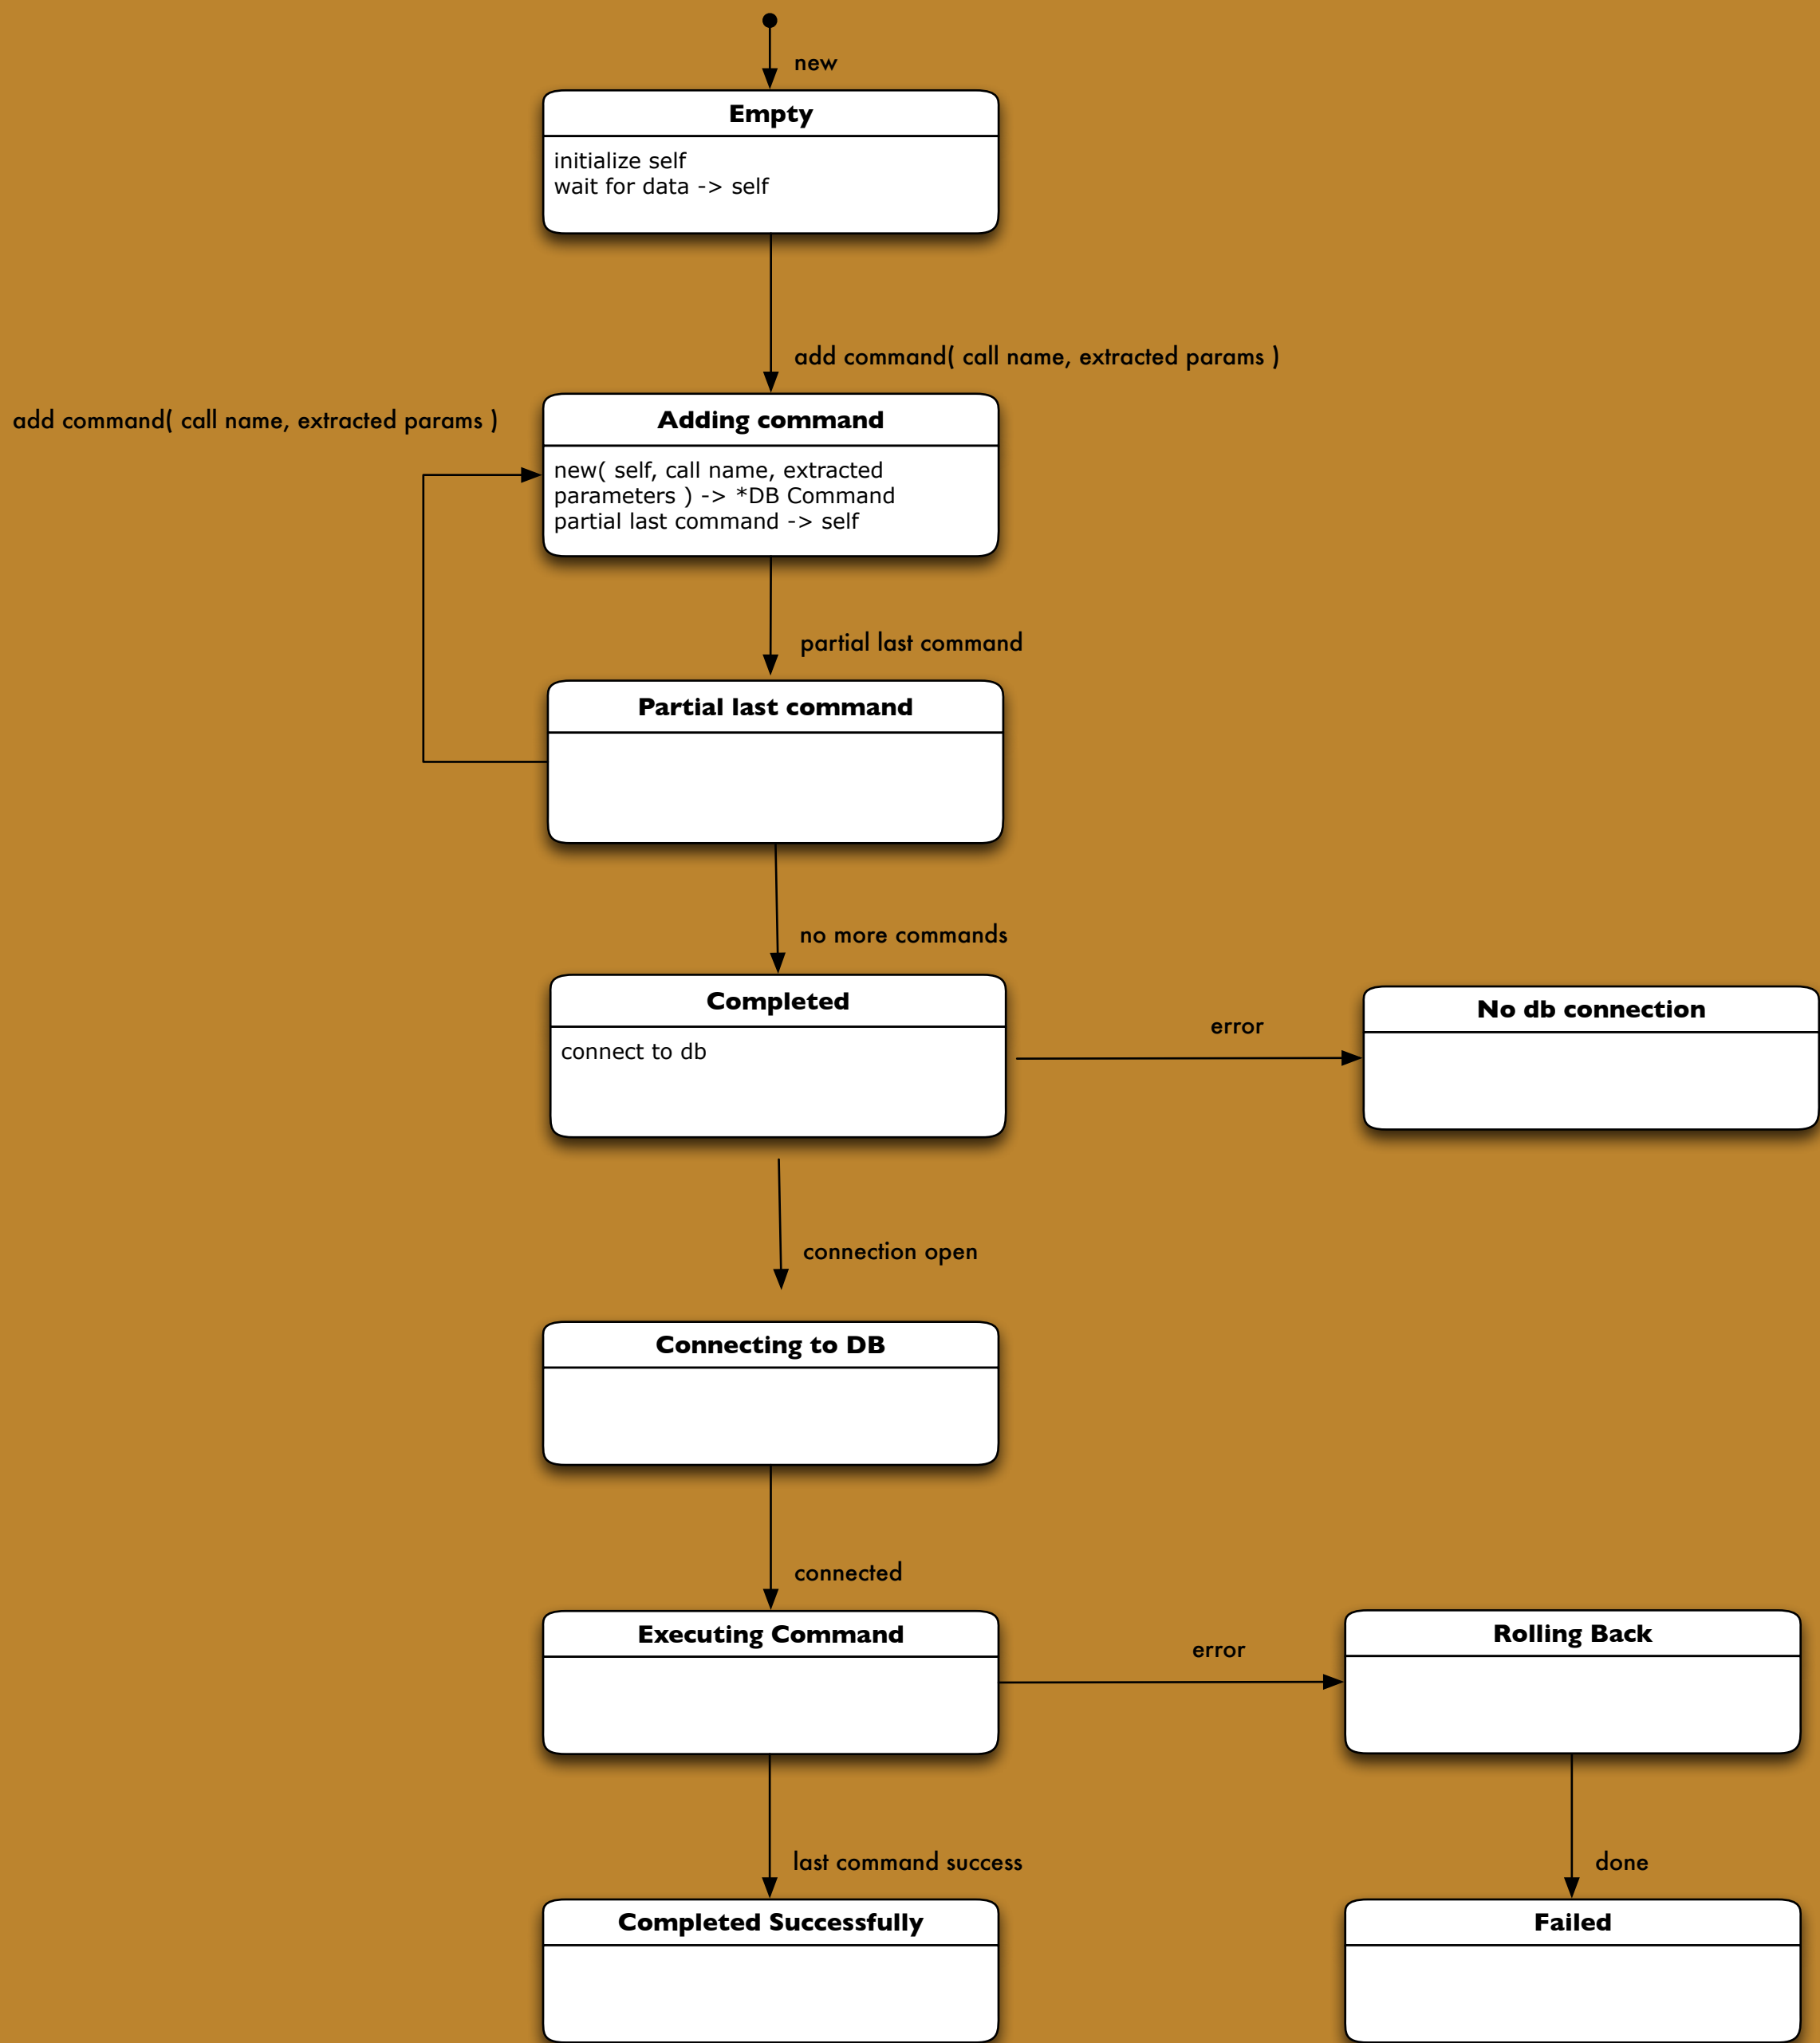 new
Empty
initialize self
wait for data -> self
add command( call name, extracted params )
add command( call name, extracted params )
Adding command
new( self, call name, extracted
parameters ) -> *DB Command
partial last command -> self
partial last command
Partial last command
no more commands
Completed
connect to db
error
No db connection
connection open
Connecting to DB
connected
Executing Command
error
Rolling Back
last command success
done
Completed Successfully
Failed